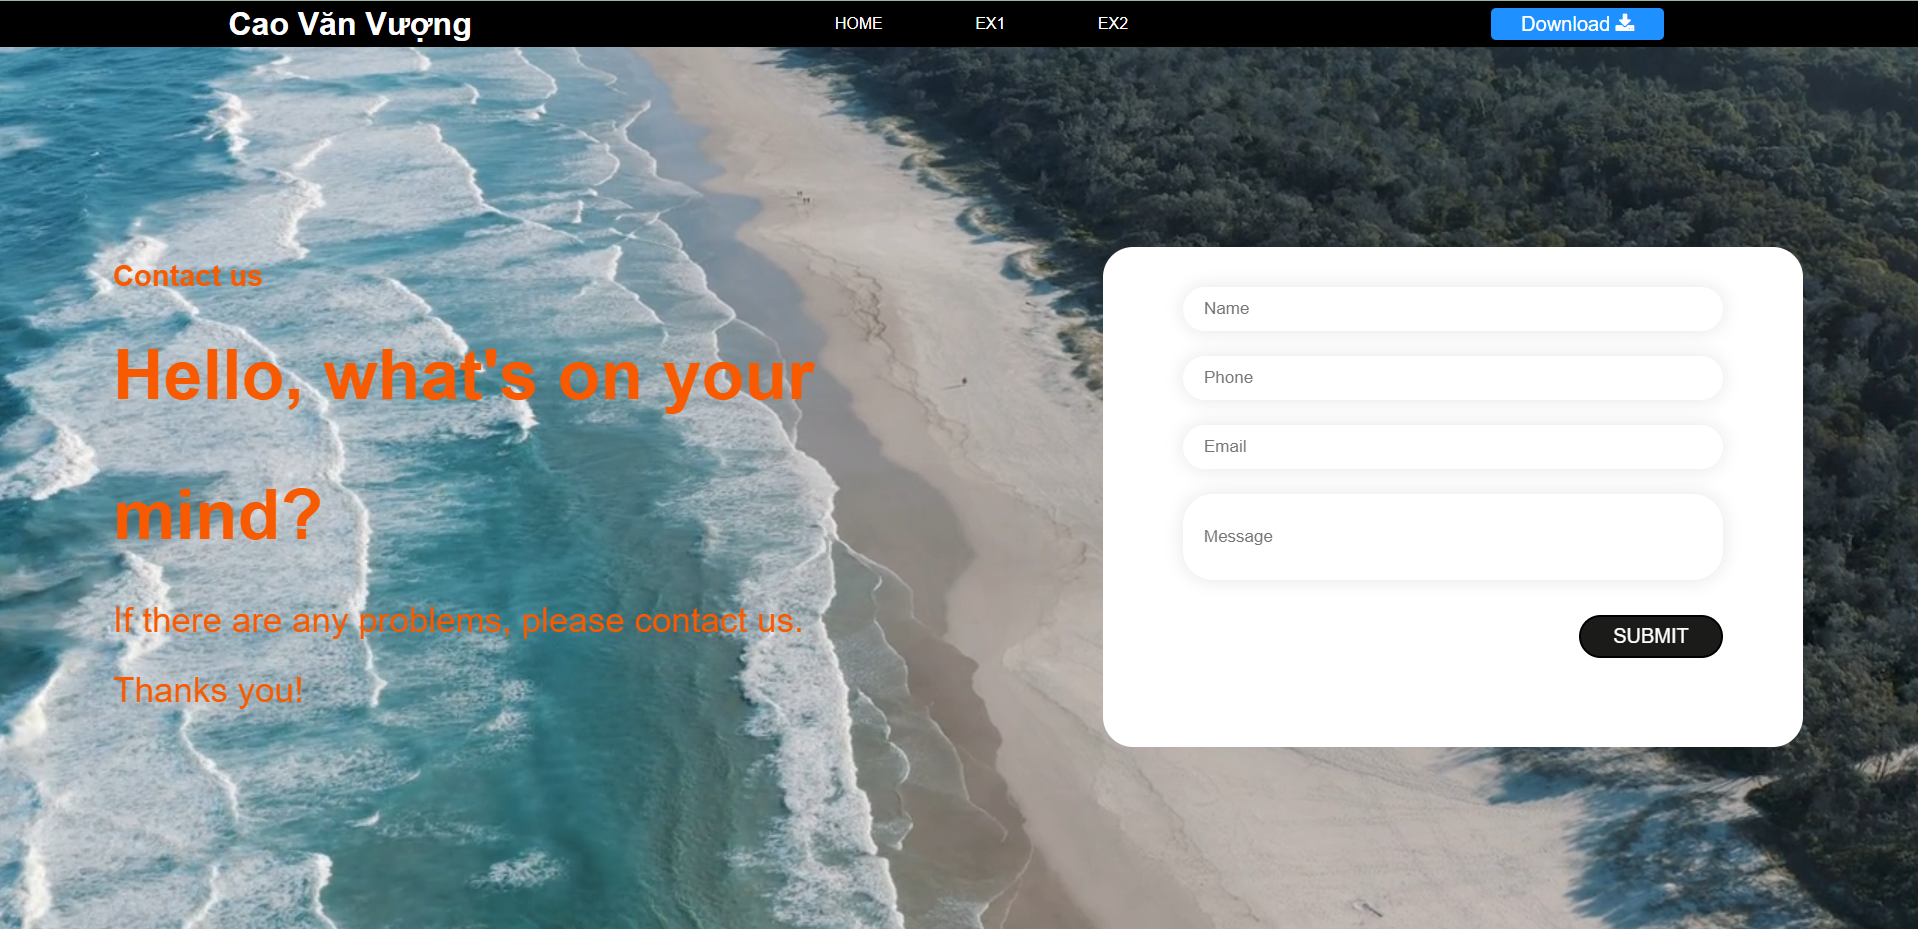 Cao Văn Vượng
HOME
EX1
EX2
Download
Contact us
Hello, what's on your
mind?
If there are any problems, please contact us.
Thanks you!
Name
Phone
Email
Message
SUBMIT